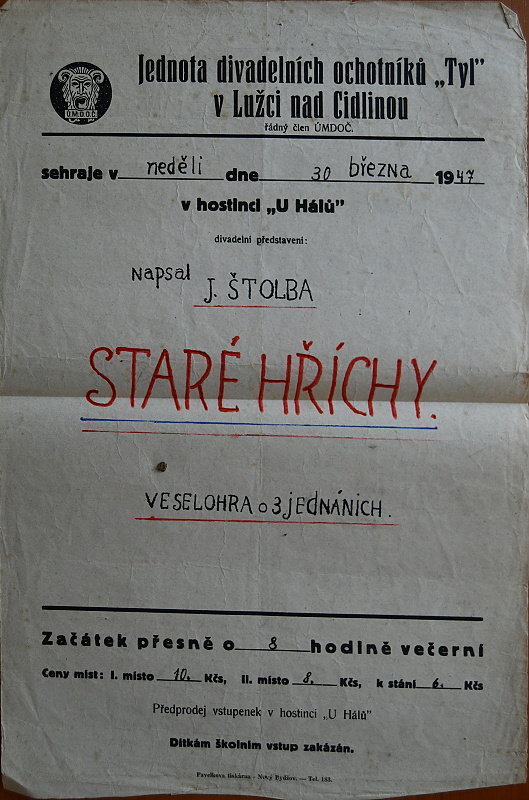 Jednota divadelních ochotníků „Tyl"
v Lužci nad Cidlinou
Ú.M.D.O.Č.
řádný člen ÚMDOČ.
sehraje v neděli dne 30 března 1947
v hostinci „U Hálů"
divadelní představení:
Napsal J. ŠTOLBA
STARÉ HŘÍCHY.
VESELOHRA o 3 jEDNÁNÍCH.
Začátek přesně o 8 hodině večerní
Ceny míst: I. místo 10. Kčs, II. místo 8. Kčs, k stání 6. Kčs
Předprodej vstupenek v hostinci „U Hálů"
Dítkám školním vstup zakázán.
Pavelkova tiskárna - Nový Bydžov. — Tel. 183.